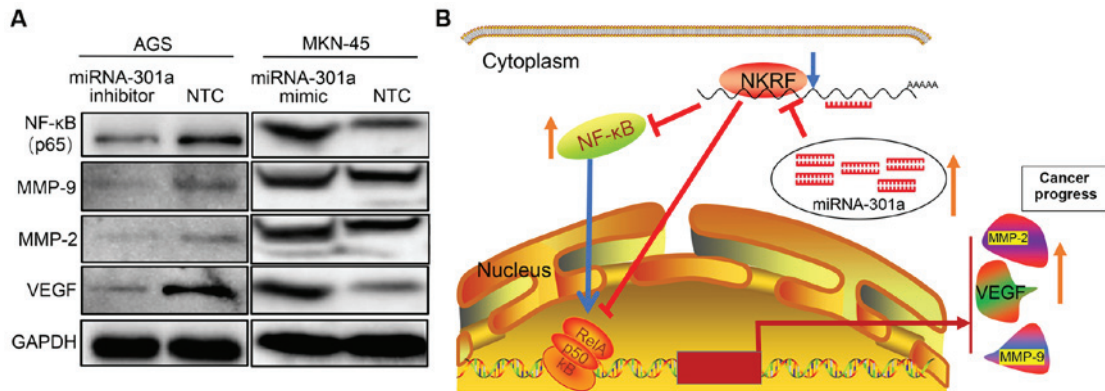 A
AGS
MKN-45
miRNA-301a
inhibitor
NTC
miRNA-301a
mimic
NTC
NF-κB
(p65)
MMP-9
MMP-2
VEGF
GAPDH
B
Cytoplasm
NKRF
AAAAA
NF-κB
miRNA-301a
Cancer
progress
Nucleus
MMP-2
VEGF
MMP-9
RelA
p50
kB